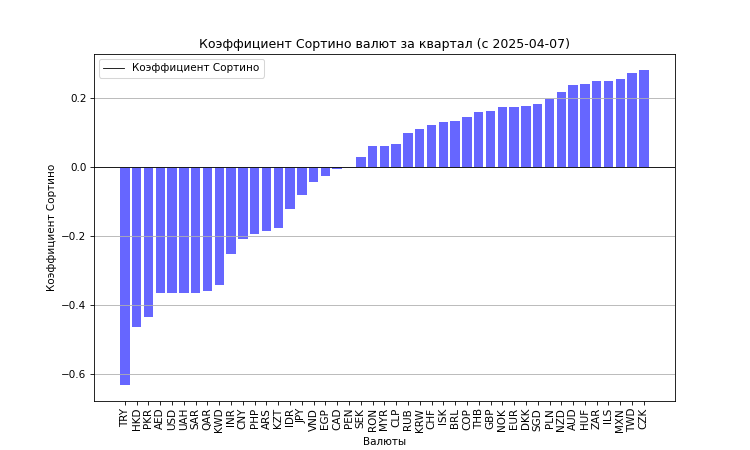 Коэффициент Сортино валют за квартал (с 2025-04-07)
Коэффициент Сортино
Коэффициент Сортино
0.2
0.0
−0.2
−0.4
−0.6
TRY HKD PKR AED USD UAH SAR QAR KWD INR CNY PHP ARS KZT IDR JPY VND EGP CAD PEN SEK RON MYR CLP RUB KRW CHF ISK BRL COP THB GBP NOK EUR DKK SGD PLN NZD AUD HUF ZAR ILS MXN TWD CZK
Валюты